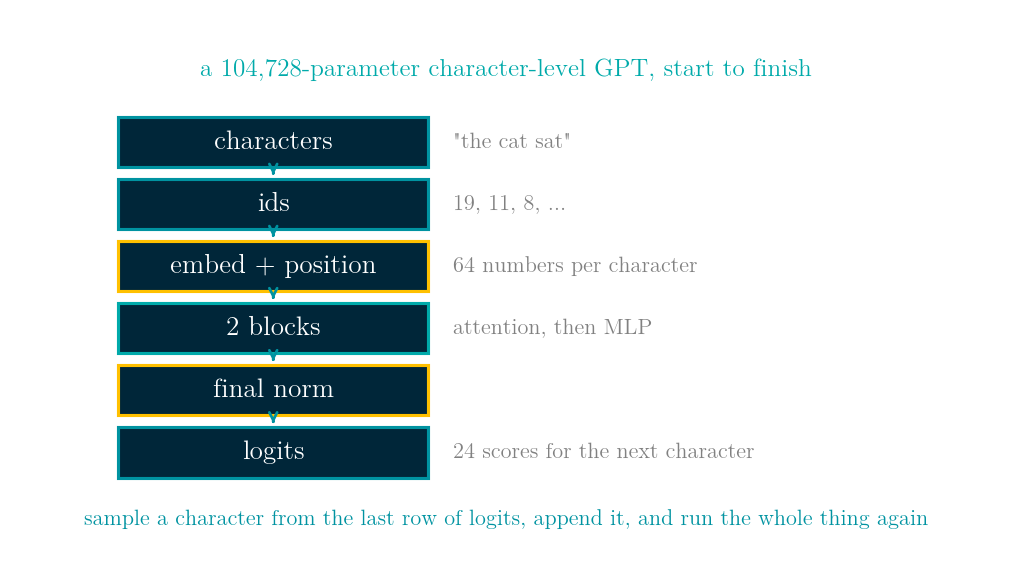 a 104,728-parameter character-level GPT, start to finish
characters
"the cat sat"
ids
19, 11, 8, ...
embed + position
64 numbers per character
2 blocks
attention, then MLP
final norm
logits
24 scores for the next character
sample a character from the last row of logits, append it, and run the whole thing again